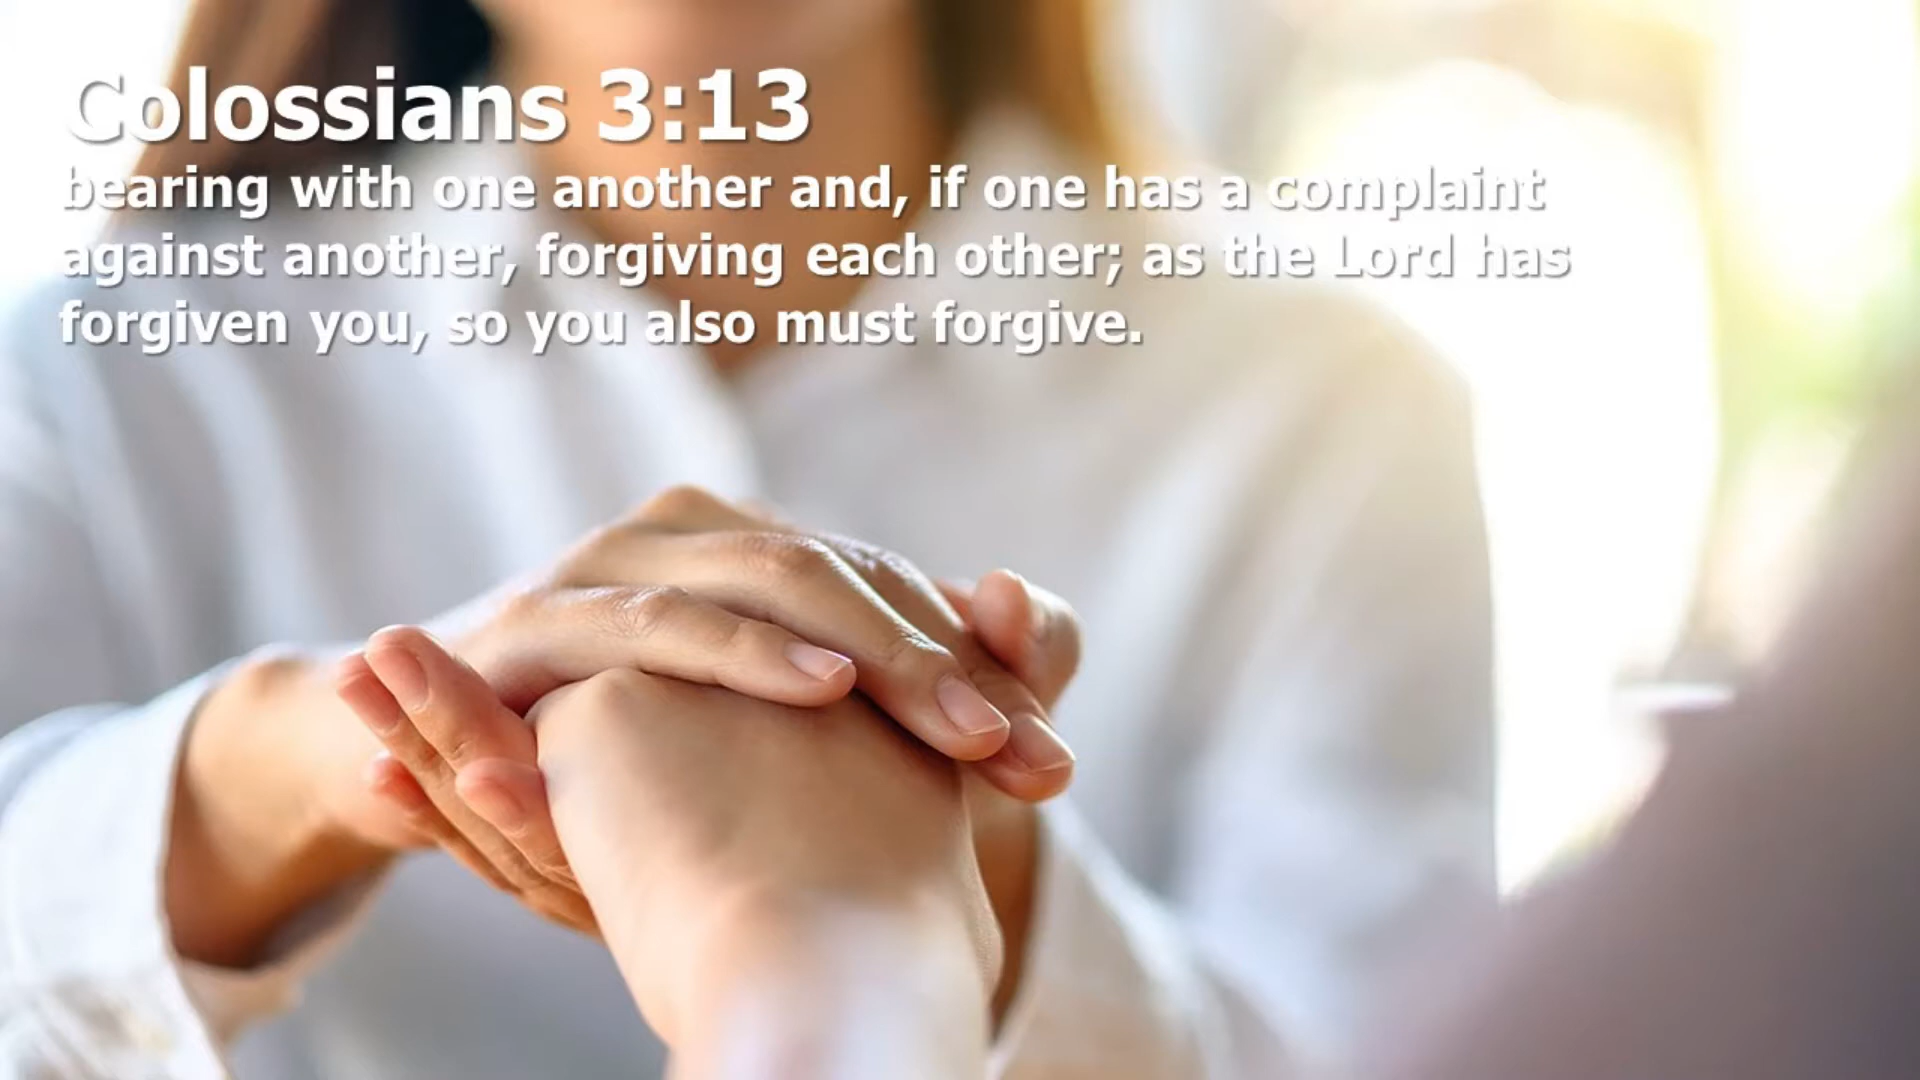 Colossians 3:13
bearing with one another and, if one has a complaint
against another, forgiving each other; as the Lord has
forgiven you, so you also must forgive.